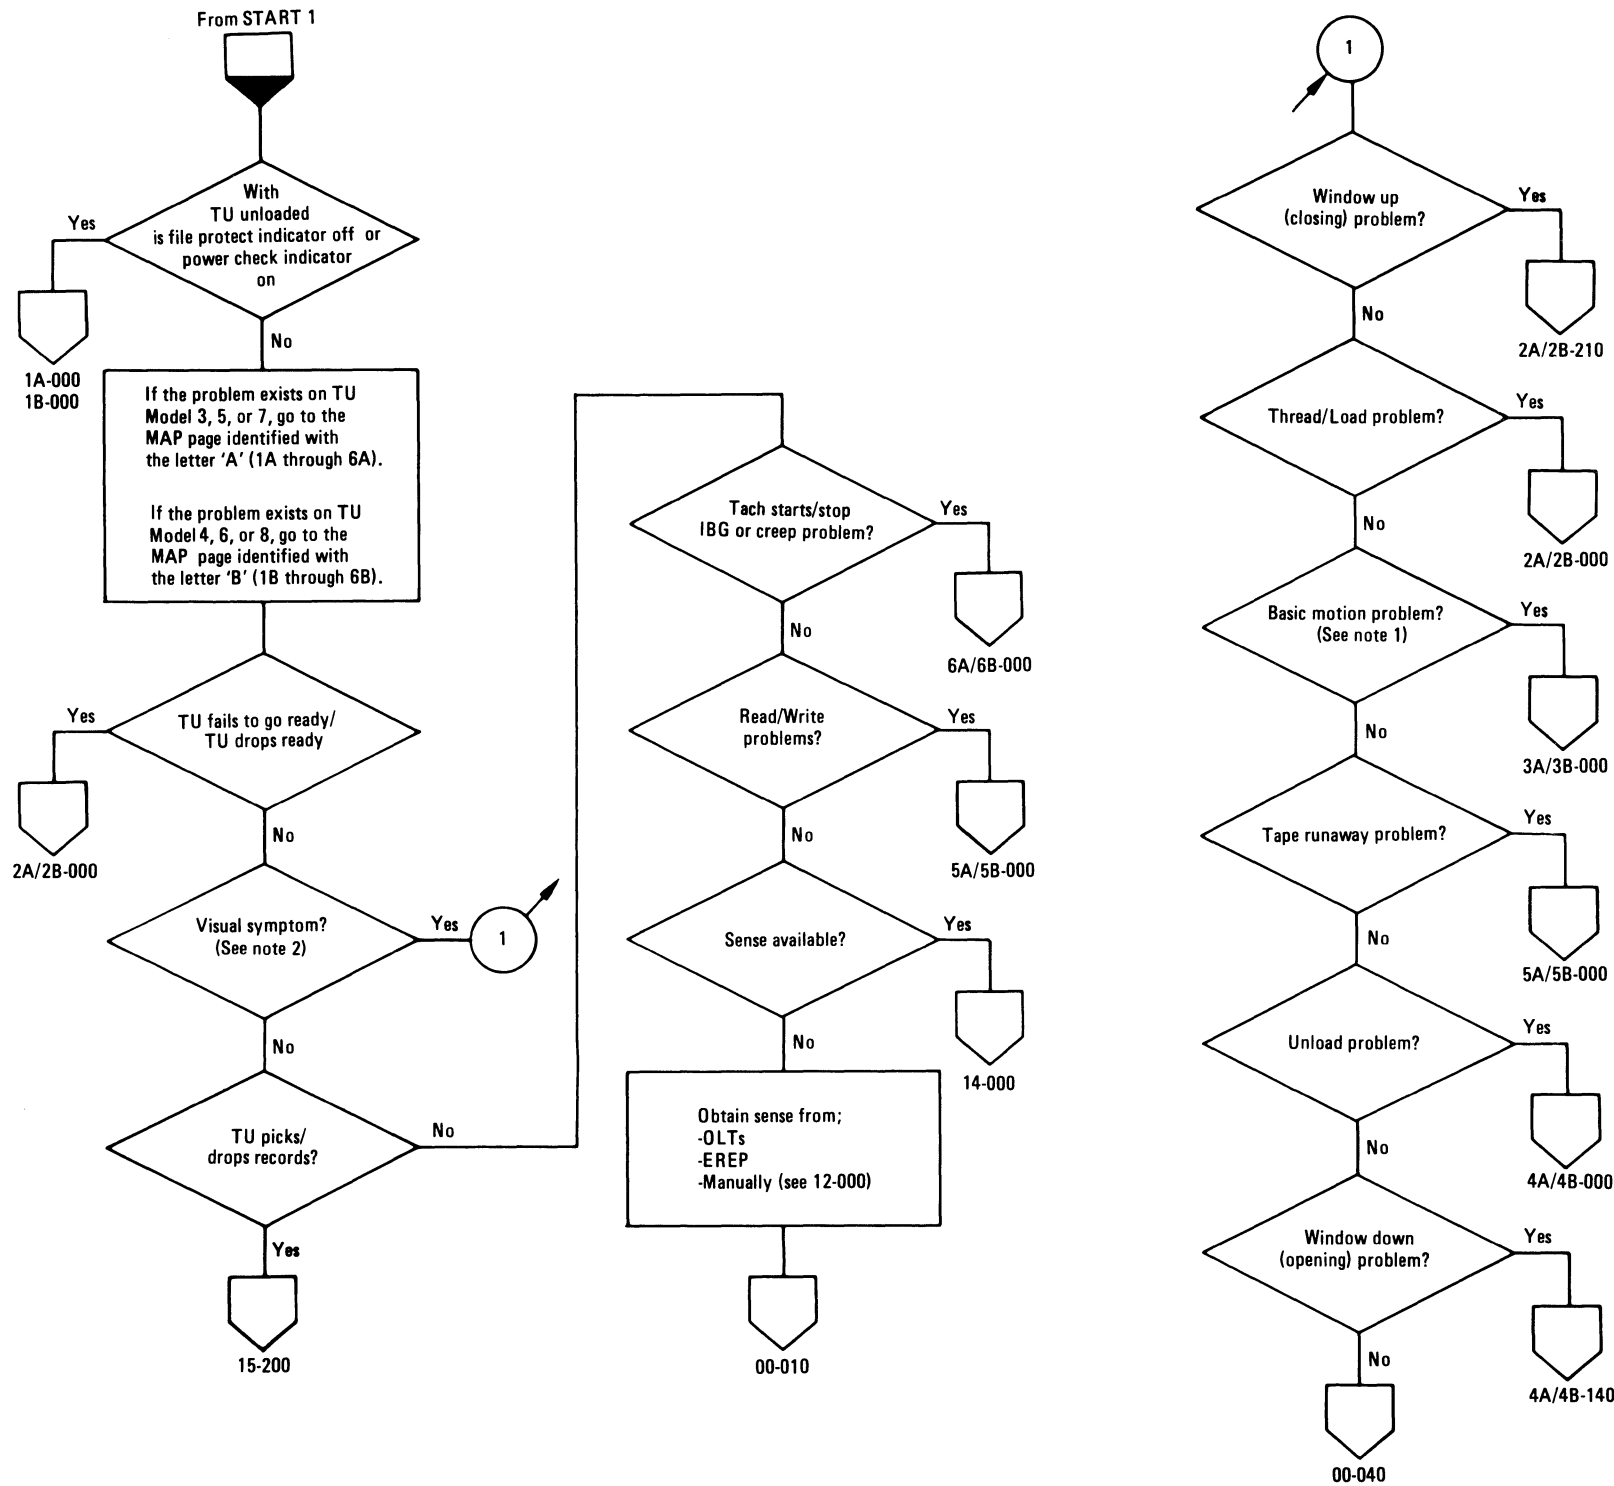 From START 1
With
TU unloaded
is file protect indicator off or
power check indicator
on
Yes
1A-000
1B-000
No
If the problem exists on TU
Model 3, 5, or 7, go to the
MAP page identified with
the letter 'A' (1A through 6A).
If the problem exists on TU
Model 4, 6, or 8, go to the
MAP page identified with
the letter 'B' (1B through 6B).
TU fails to go ready/
TU drops ready
Yes
2A/2B-000
No
Visual symptom?
(See note 2)
Yes
1
No
TU picks/
drops records?
No
Yes
15-200
Tach starts/stop
IBG or creep problem?
Yes
6A/6B-000
No
Read/Write
problems?
Yes
5A/5B-000
No
Sense available?
Yes
14-000
No
Obtain sense from;
-OLTs
-EREP
-Manually (see 12-000)
00-010
1
Window up
(closing) problem?
Yes
2A/2B-210
No
Thread/Load problem?
Yes
2A/2B-000
No
Basic motion problem?
(See note 1)
Yes
3A/3B-000
No
Tape runaway problem?
Yes
5A/5B-000
No
Unload problem?
Yes
4A/4B-000
No
Window down
(opening) problem?
Yes
4A/4B-140
No
00-040